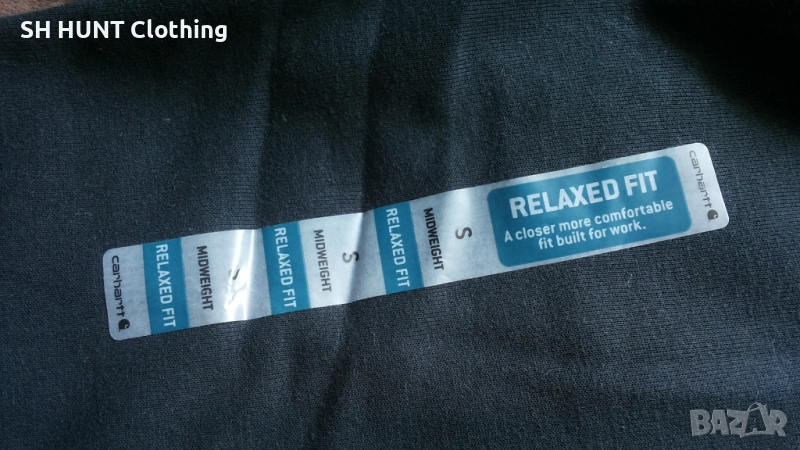 SH HUNT Clothing
carhartt
RELAXED FIT
MIDWEIGHT
S
RELAXED FIT
MIDWEIGHT
S
RELAXED FIT
MIDWEIGHT
S
RELAXED FIT
A closer more comfortable
fit built for work.
carhartt
BAZAR